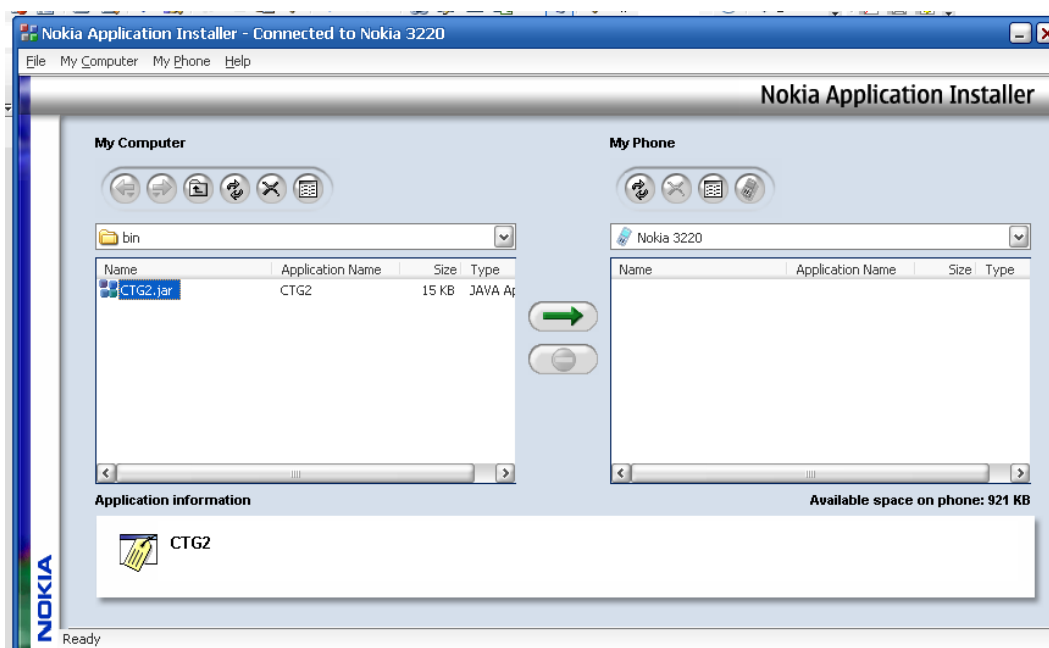 Nokia Application Installer - Connected to Nokia 3220
File My Computer My Phone Help
Nokia Application Installer
My Computer
My Phone
bin
Nokia 3220
Name Application Name Size Type
Name Application Name Size Type
CTG2.jar CTG2 15 KB JAVA Ap
Application information
Available space on phone: 921 KB
CTG2
NOKIA
Ready